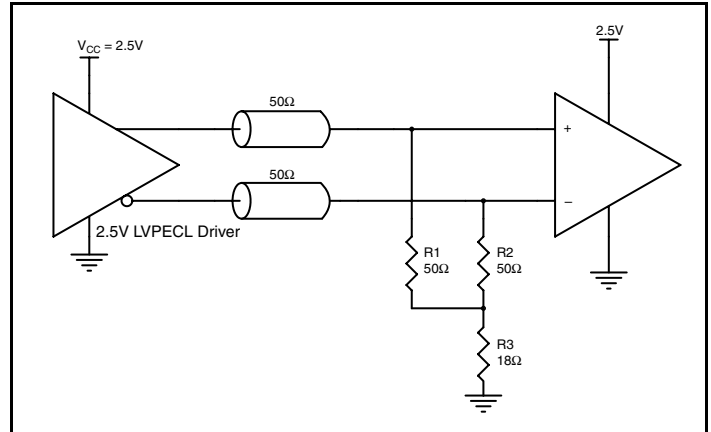 V_CC = 2.5V
2.5V
50Ω
+
50Ω
−
2.5V LVPECL Driver
R1
50Ω
R2
50Ω
R3
18Ω